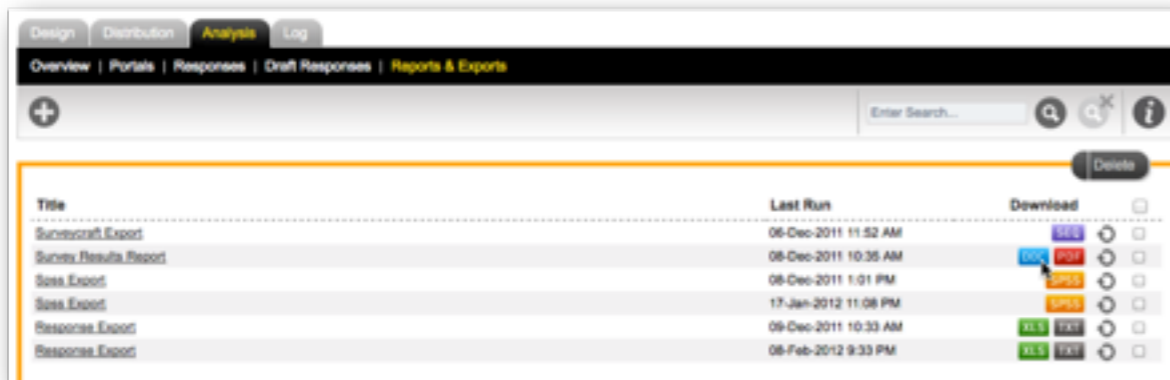 Design Distribution Analysis Log
Overview | Portals | Responses | Draft Responses | Reports & Exports
Enter Search...
Delete
Title Last Run Download
Surveycraft Export 06-Dec-2011 11:52 AM SEQ
Survey Results Report 08-Dec-2011 10:35 AM DOC PDF
Spss Export 08-Dec-2011 1:01 PM SPSS
Spss Export 17-Jan-2012 11:08 PM SPSS
Response Export 09-Dec-2011 10:33 AM XLS TXT
Response Export 08-Feb-2012 9:33 PM XLS TXT